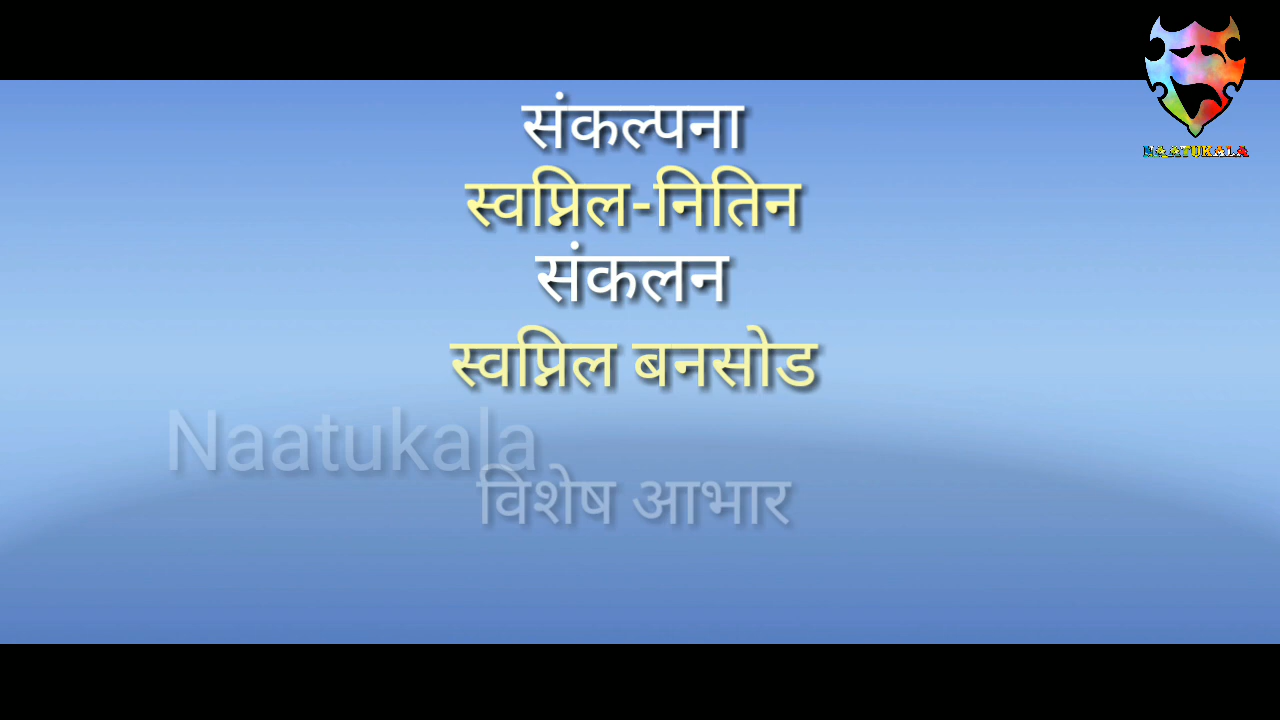 NAATUKALA
संकल्पना
स्वप्निल-नितिन
संकलन
स्वप्निल बनसोड
Naatukala
विशेष आभार